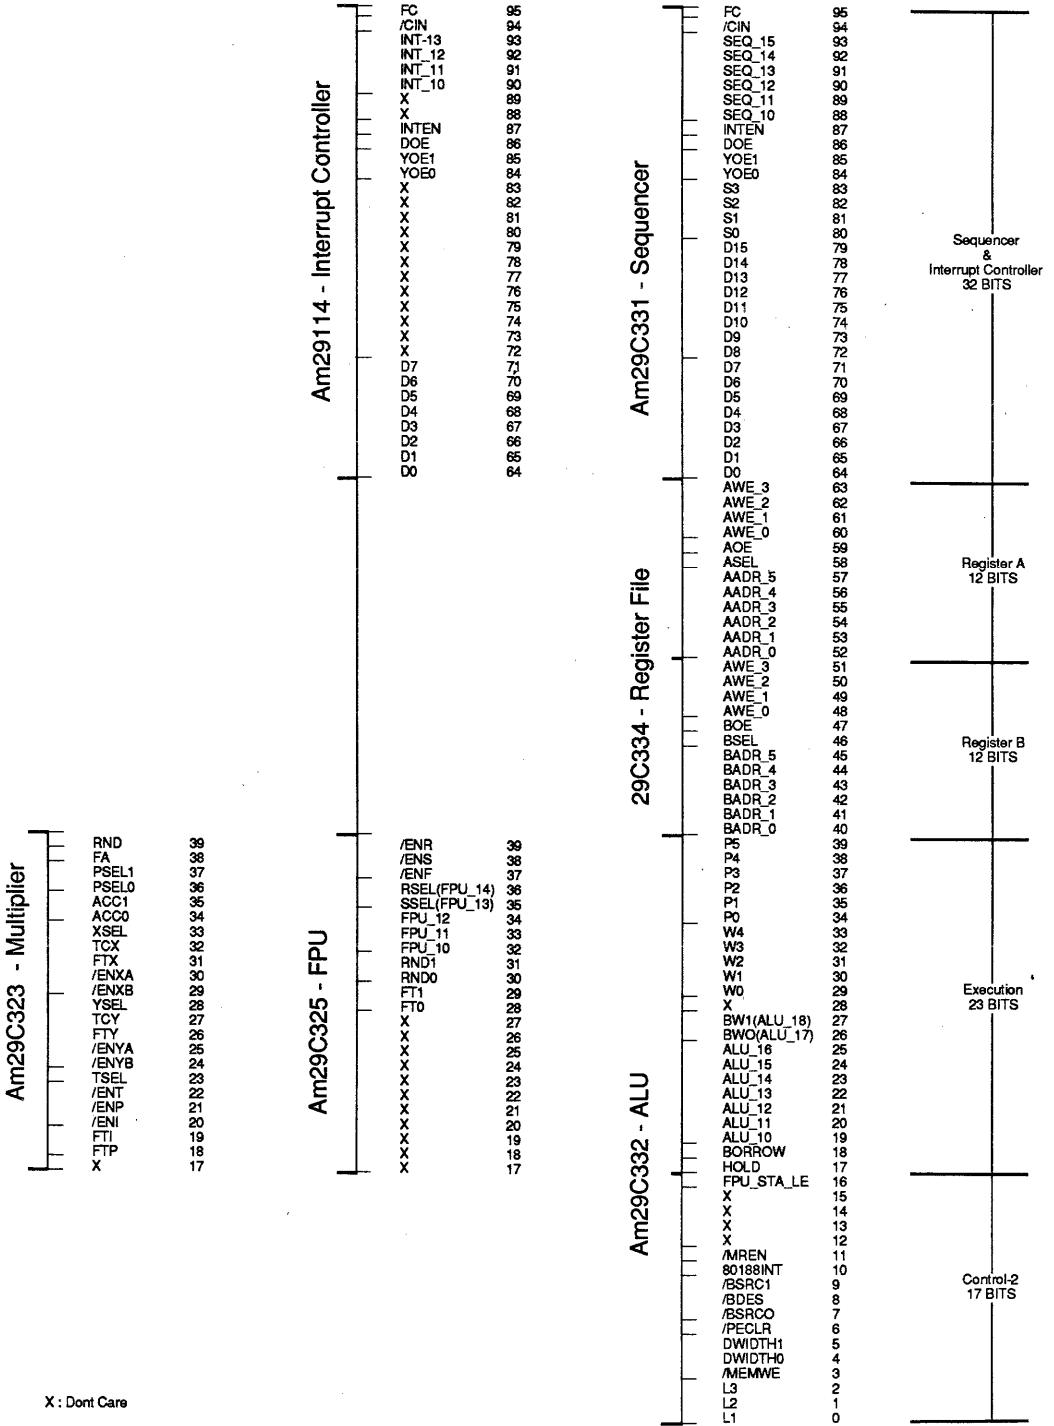 Am29114 - Interrupt Controller
FC 95
/CIN 94
INT-13 93
INT_12 92
INT_11 91
INT_10 90
X 89
X 88
INTEN 87
DOE 86
YOE1 85
YOE0 84
X 83
X 82
X 81
X 80
X 79
X 78
X 77
X 76
X 75
X 74
X 73
X 72
D7 71
D6 70
D5 69
D4 68
D3 67
D2 66
D1 65
D0 64
Am29C331 - Sequencer
FC 95
/CIN 94
SEQ_15 93
SEQ_14 92
SEQ_13 91
SEQ_12 90
SEQ_11 89
SEQ_10 88
INTEN 87
DOE 86
YOE1 85
YOE0 84
S3 83
S2 82
S1 81
S0 80
D15 79
D14 78
D13 77
D12 76
D11 75
D10 74
D9 73
D8 72
D7 71
D6 70
D5 69
D4 68
D3 67
D2 66
D1 65
D0 64
Sequencer
&
Interrupt Controller
32 BITS
29C334 - Register File
AWE_3 63
AWE_2 62
AWE_1 61
AWE_0 60
AOE 59
ASEL 58
AADR_5 57
AADR_4 56
AADR_3 55
AADR_2 54
AADR_1 53
AADR_0 52
AWE_3 51
AWE_2 50
AWE_1 49
AWE_0 48
BOE 47
BSEL 46
BADR_5 45
BADR_4 44
BADR_3 43
BADR_2 42
BADR_1 41
BADR_0 40
Register A
12 BITS
Register B
12 BITS
Am29C323 - Multiplier
RND 39
FA 38
PSEL1 37
PSEL0 36
ACC1 35
ACC0 34
XSEL 33
TCX 32
FTX 31
/ENXA 30
/ENXB 29
YSEL 28
TCY 27
FTY 26
/ENYA 25
/ENYB 24
TSEL 23
/ENT 22
/ENP 21
/ENI 20
FTI 19
FTP 18
X 17
Am29C325 - FPU
/ENR 39
/ENS 38
/ENF 37
RSEL(FPU_14) 36
SSEL(FPU_13) 35
FPU_12 34
FPU_11 33
FPU_10 32
RND1 31
RND0 30
FT1 29
FT0 28
X 27
X 26
X 25
X 24
X 23
X 22
X 21
X 20
X 19
X 18
X 17
Am29C332 - ALU
P5 39
P4 38
P3 37
P2 36
P1 35
P0 34
W4 33
W3 32
W2 31
W1 30
W0 29
X 28
BW1(ALU_18) 27
BWO(ALU_17) 26
ALU_16 25
ALU_15 24
ALU_14 23
ALU_13 22
ALU_12 21
ALU_11 20
ALU_10 19
BORROW 18
HOLD 17
FPU_STA_LE 16
X 15
X 14
X 13
X 12
/MREN 11
80188INT 10
/BSRC1 9
/BDES 8
/BSRCO 7
/PECLR 6
DWIDTH1 5
DWIDTH0 4
/MEMWE 3
L3 2
L2 1
L1 0
Execution
23 BITS
Control-2
17 BITS
X : Dont Care